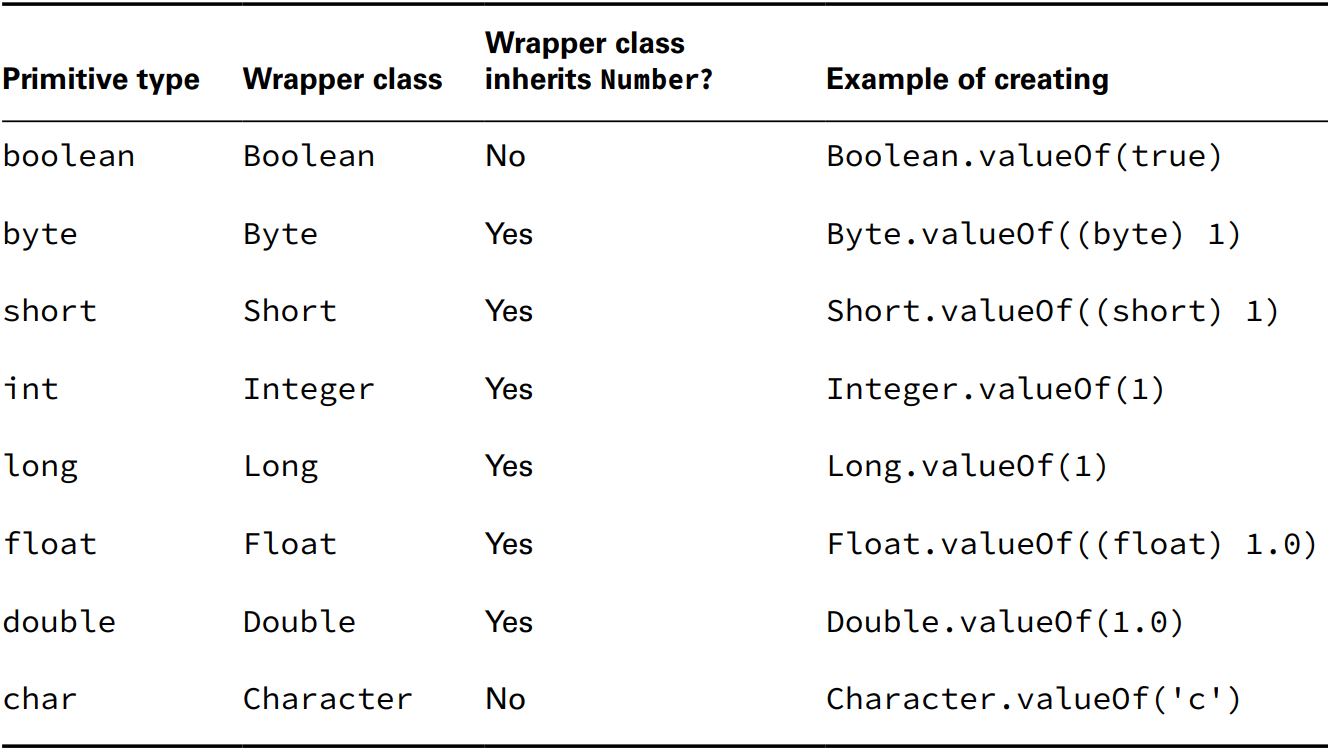 Wrapper class
Primitive type Wrapper class inherits Number? Example of creating
boolean Boolean No Boolean.valueOf(true)
byte Byte Yes Byte.valueOf((byte) 1)
short Short Yes Short.valueOf((short) 1)
int Integer Yes Integer.valueOf(1)
long Long Yes Long.valueOf(1)
float Float Yes Float.valueOf((float) 1.0)
double Double Yes Double.valueOf(1.0)
char Character No Character.valueOf('c')